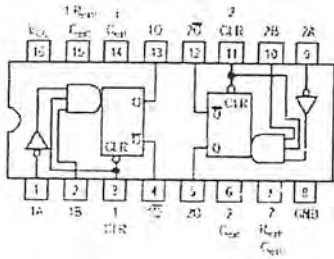 1 Rext/ 1
VCC Cext Cext 1Q 2Q̅ CLR 2B 2A
2
16 15 14 13 12 11 10 9
Q CLR
Q̅ Q̅
CLR Q
1 2 3 4 5 6 7 8
1A 1B 1 1Q̅ 2Q 2 2 GND
CLR Cext Rext/
Cext